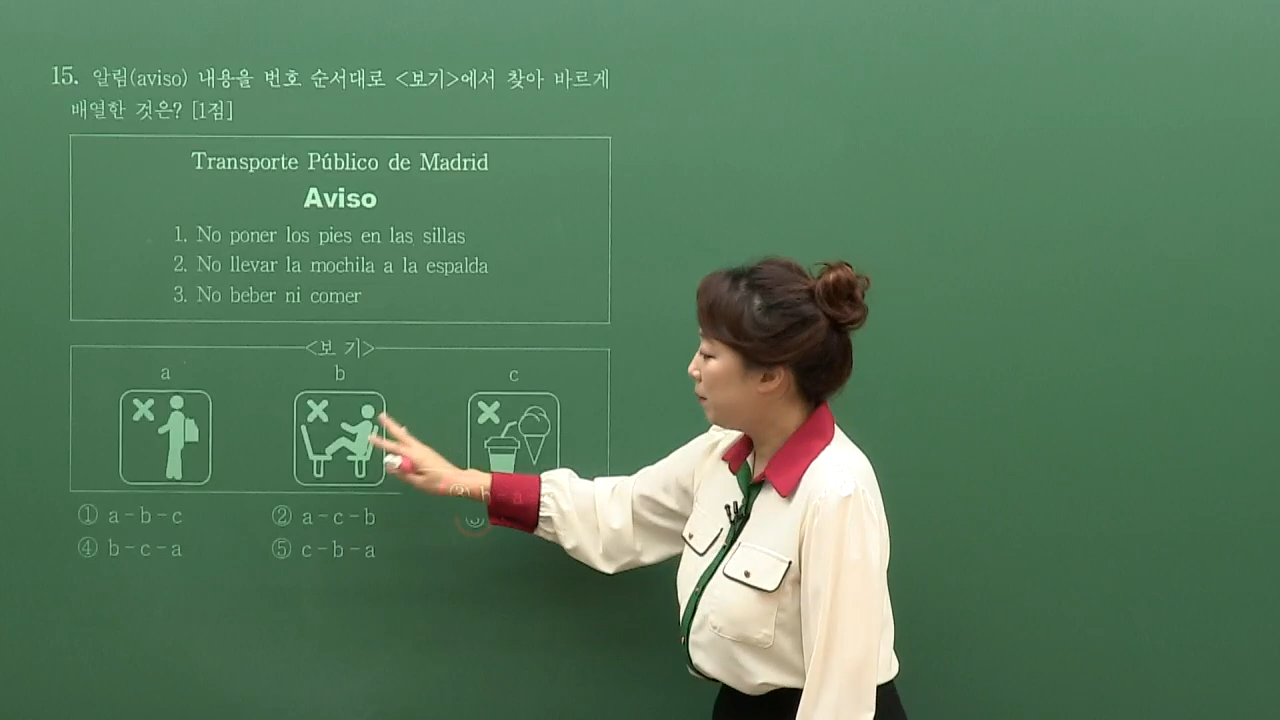 15. 알림(aviso) 내용을 번호 순서대로 <보기>에서 찾아 바르게
배열한 것은? [1점]
Transporte Público de Madrid
Aviso
1. No poner los pies en las sillas
2. No llevar la mochila a la espalda
3. No beber ni comer
<보 기>
a b c
① a-b-c ② a-c-b
④ b-c-a ⑤ c-b-a